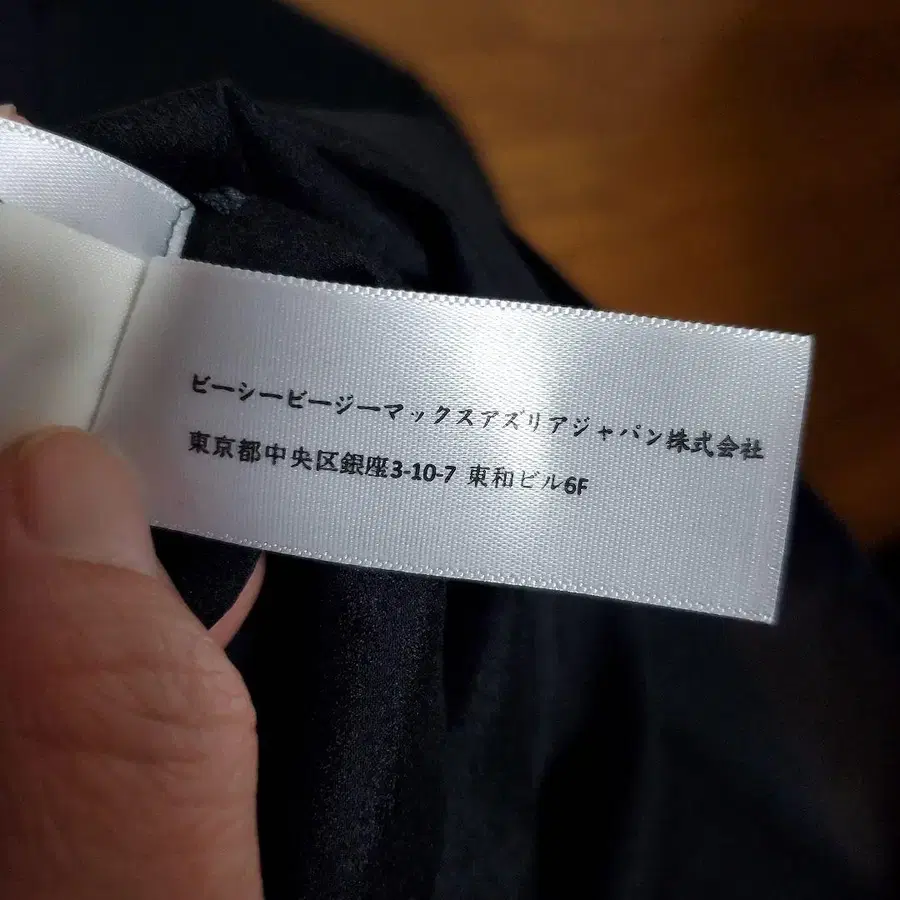 ビーシービージーマックスアズリアジャパン株式会社
東京都中央区銀座3-10-7 東和ビル6F